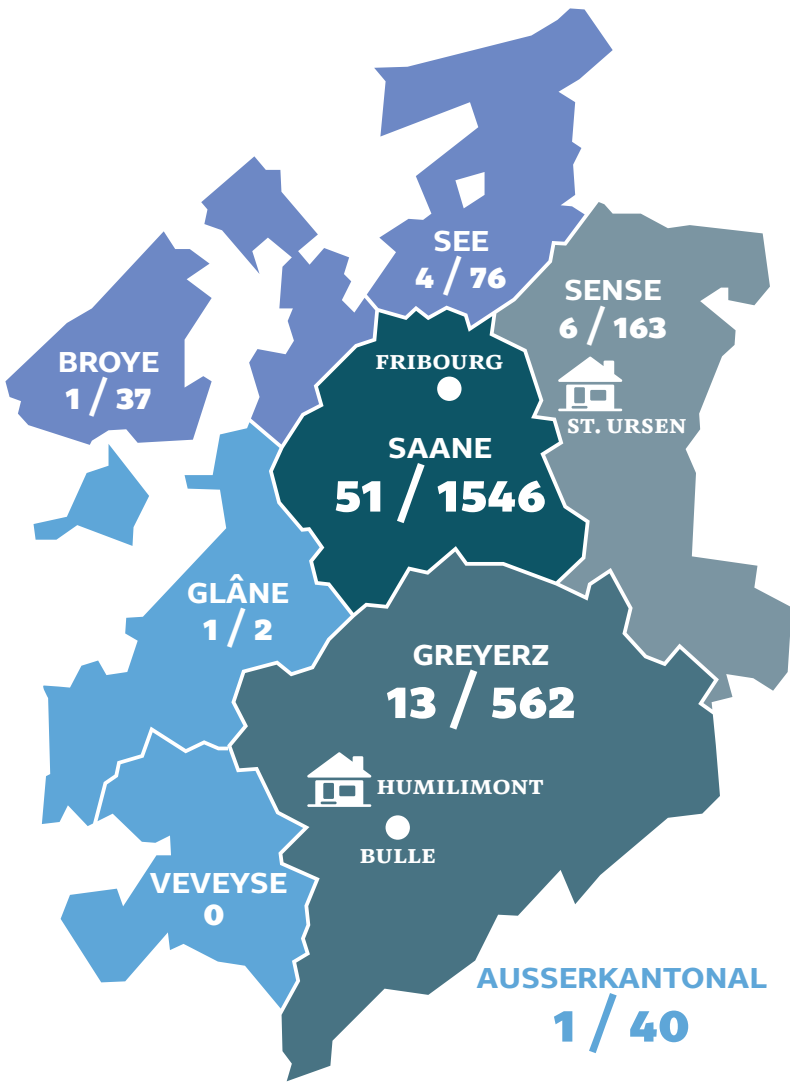 SEE
4 / 76
SENSE
6 / 163
ST. URSEN
BROYE
1 / 37
FRIBOURG
SAANE
51 / 1546
GLÂNE
1 / 2
GREYERZ
13 / 562
HUMILIMONT
BULLE
VEVEYSE
0
AUSSERKANTONAL
1 / 40